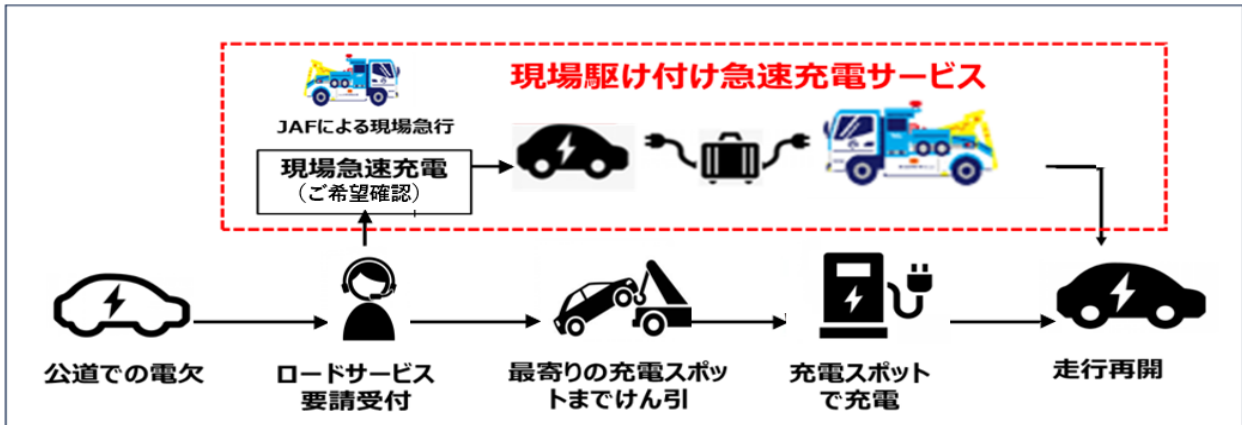 現場駆け付け急速充電サービス
JAFによる現場急行
現場急速充電
（ご希望確認）
公道での電欠
ロードサービス
要請受付
最寄りの充電スポッ
トまでけん引
充電スポット
で充電
走行再開